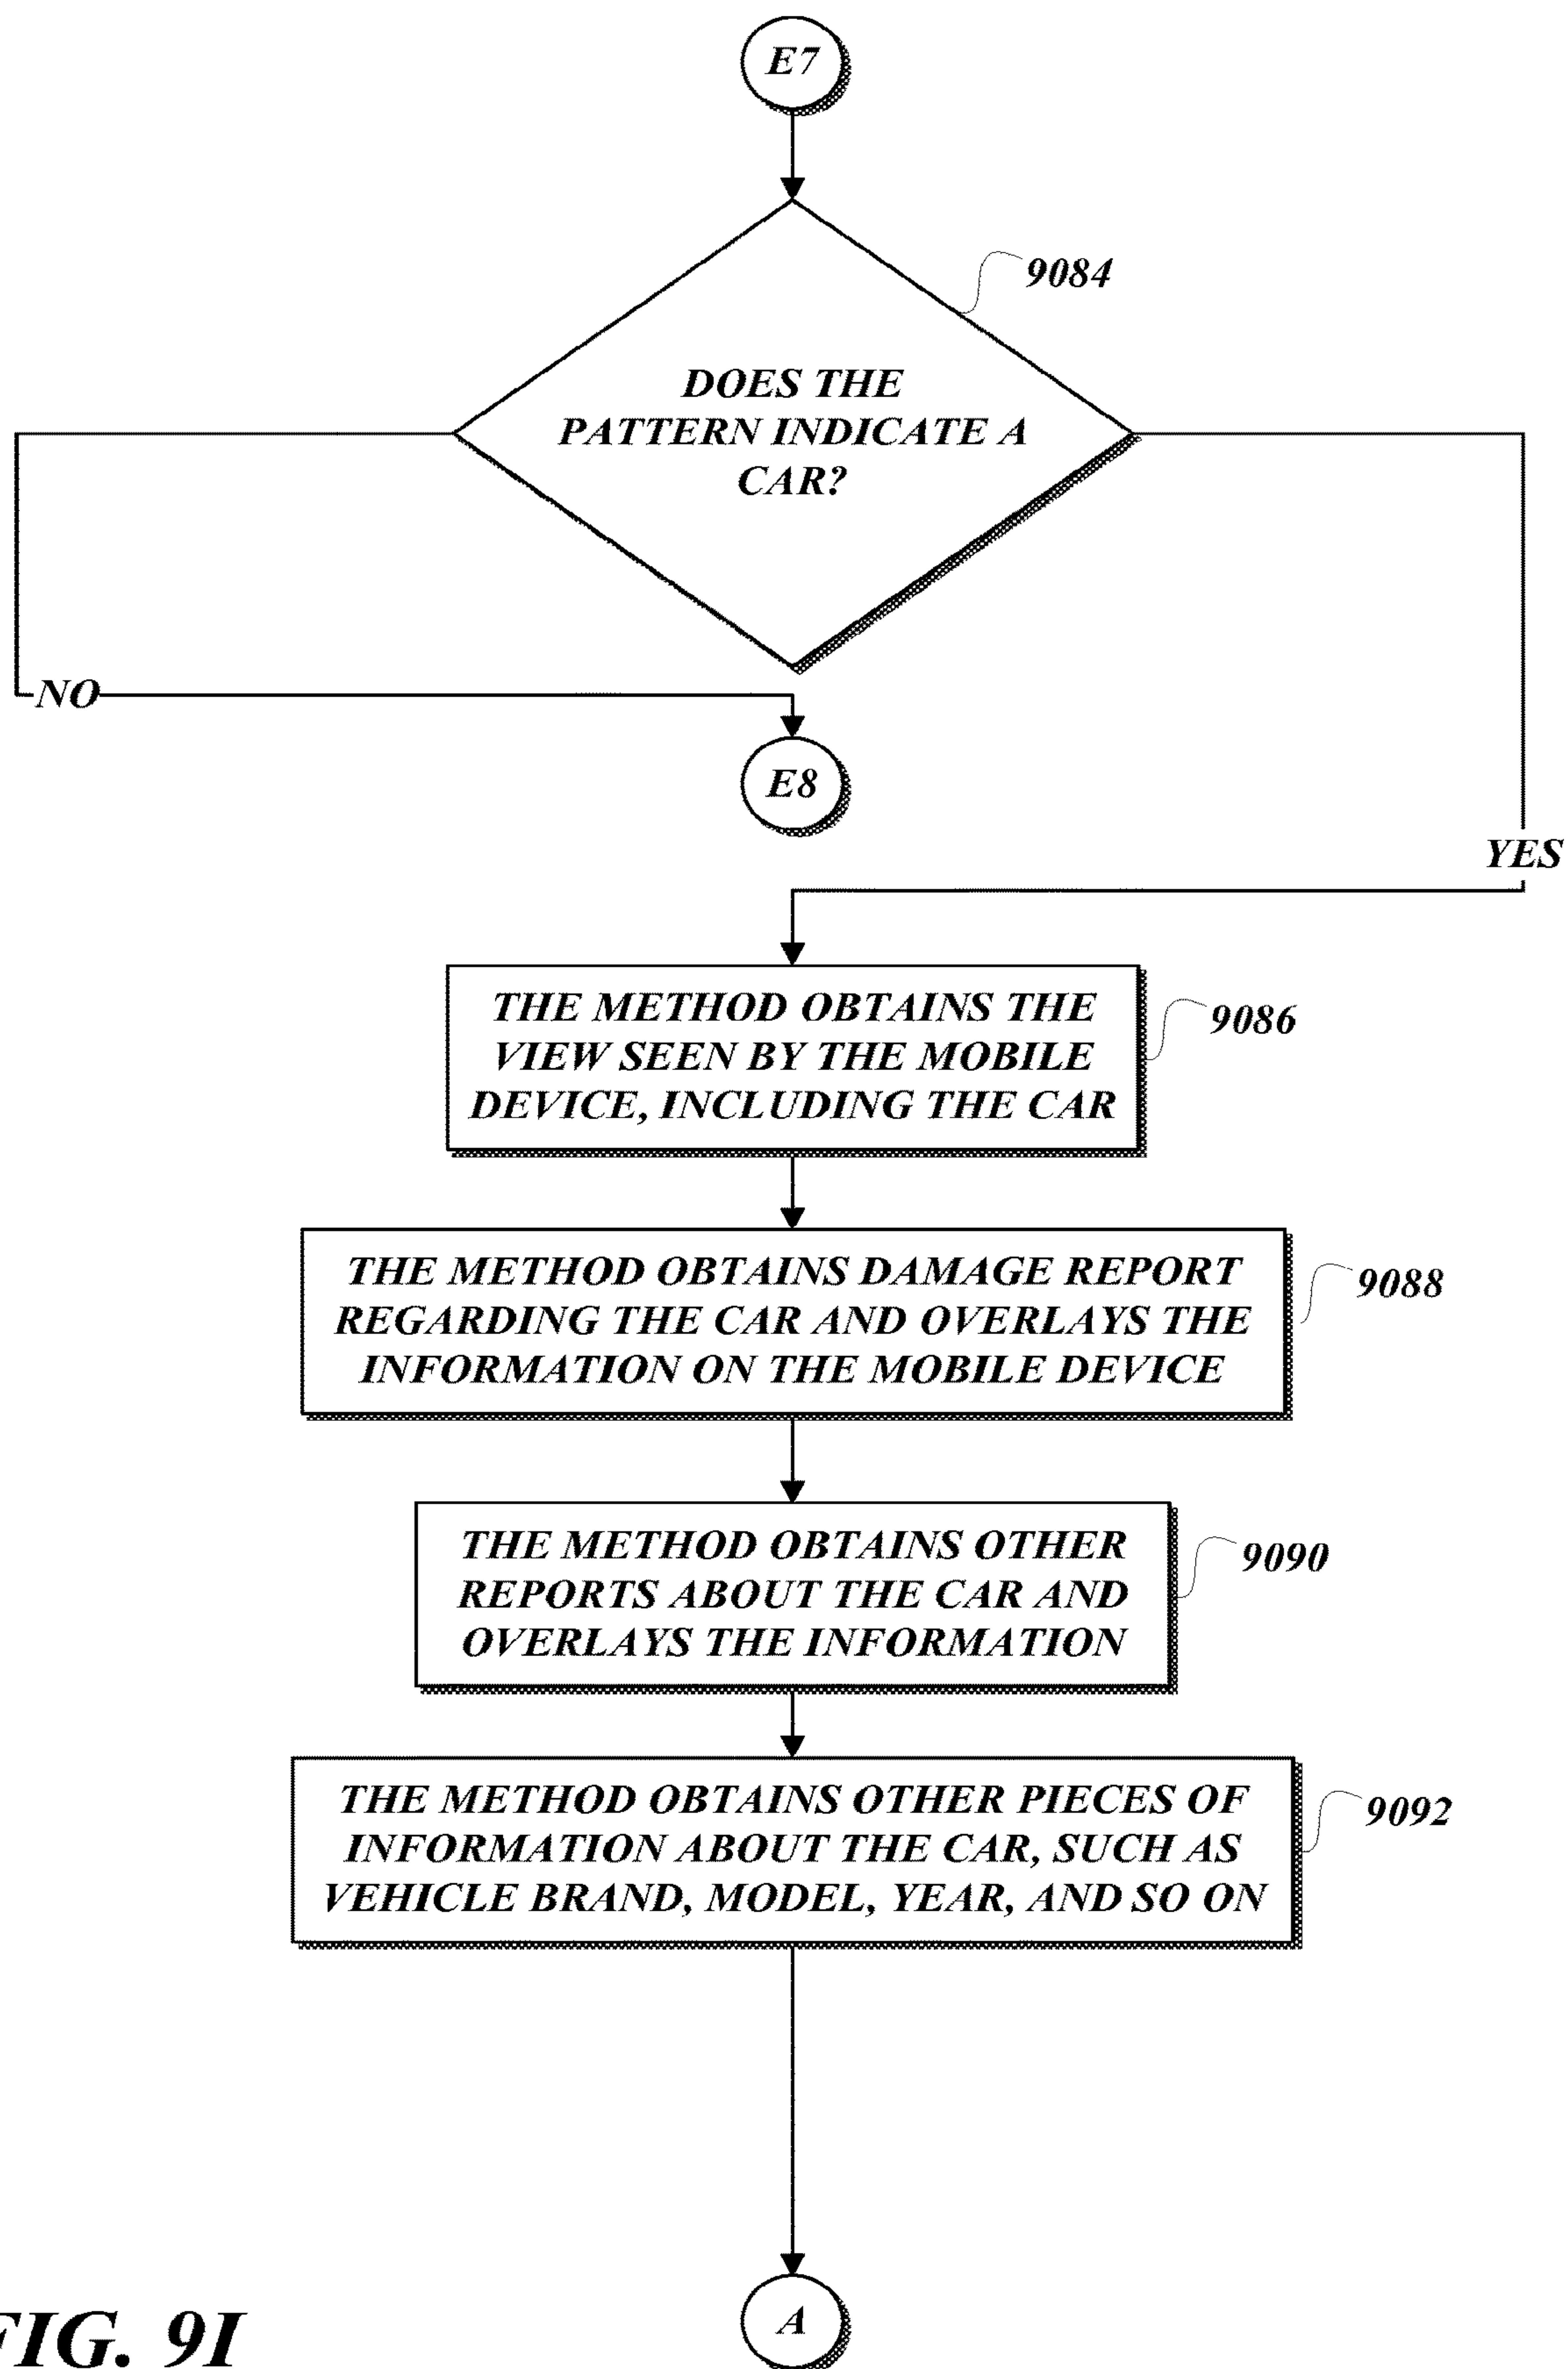 E7
9084
DOES THE
PATTERN INDICATE A
CAR?
NO
E8
YES
THE METHOD OBTAINS THE
VIEW SEEN BY THE MOBILE
DEVICE, INCLUDING THE CAR
9086
THE METHOD OBTAINS DAMAGE REPORT
REGARDING THE CAR AND OVERLAYS THE
INFORMATION ON THE MOBILE DEVICE
9088
THE METHOD OBTAINS OTHER
REPORTS ABOUT THE CAR AND
OVERLAYS THE INFORMATION
9090
THE METHOD OBTAINS OTHER PIECES OF
INFORMATION ABOUT THE CAR, SUCH AS
VEHICLE BRAND, MODEL, YEAR, AND SO ON
9092
A
FIG. 9I